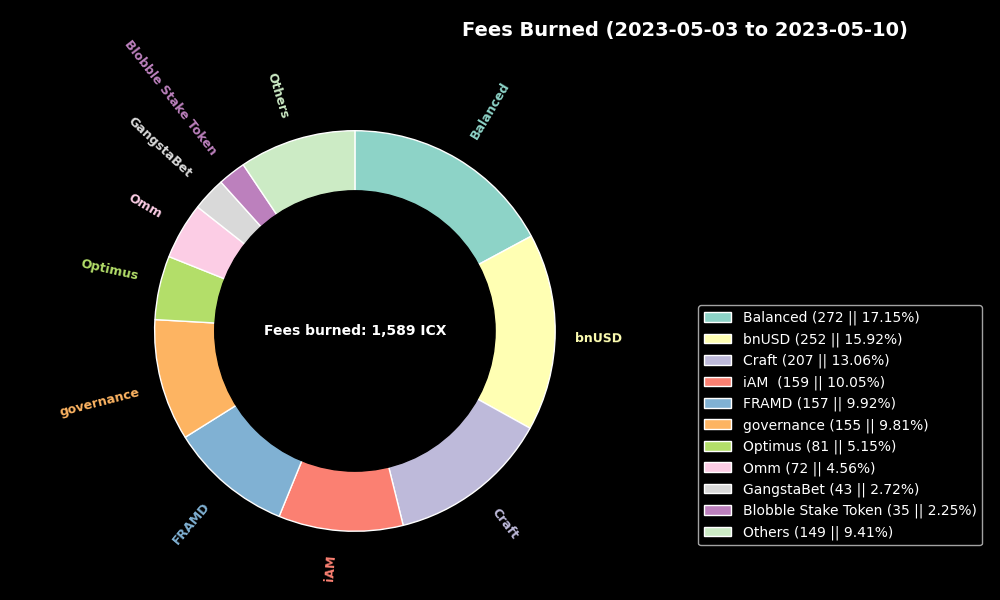 Fees Burned (2023-05-03 to 2023-05-10)
Blobble Stake Token
Others
Balanced
GangstaBet
Omm
Optimus
Fees burned: 1,589 ICX
bnUSD
governance
FRAMD
iAM
Craft
Balanced (272 || 17.15%)
bnUSD (252 || 15.92%)
Craft (207 || 13.06%)
iAM  (159 || 10.05%)
FRAMD (157 || 9.92%)
governance (155 || 9.81%)
Optimus (81 || 5.15%)
Omm (72 || 4.56%)
GangstaBet (43 || 2.72%)
Blobble Stake Token (35 || 2.25%)
Others (149 || 9.41%)